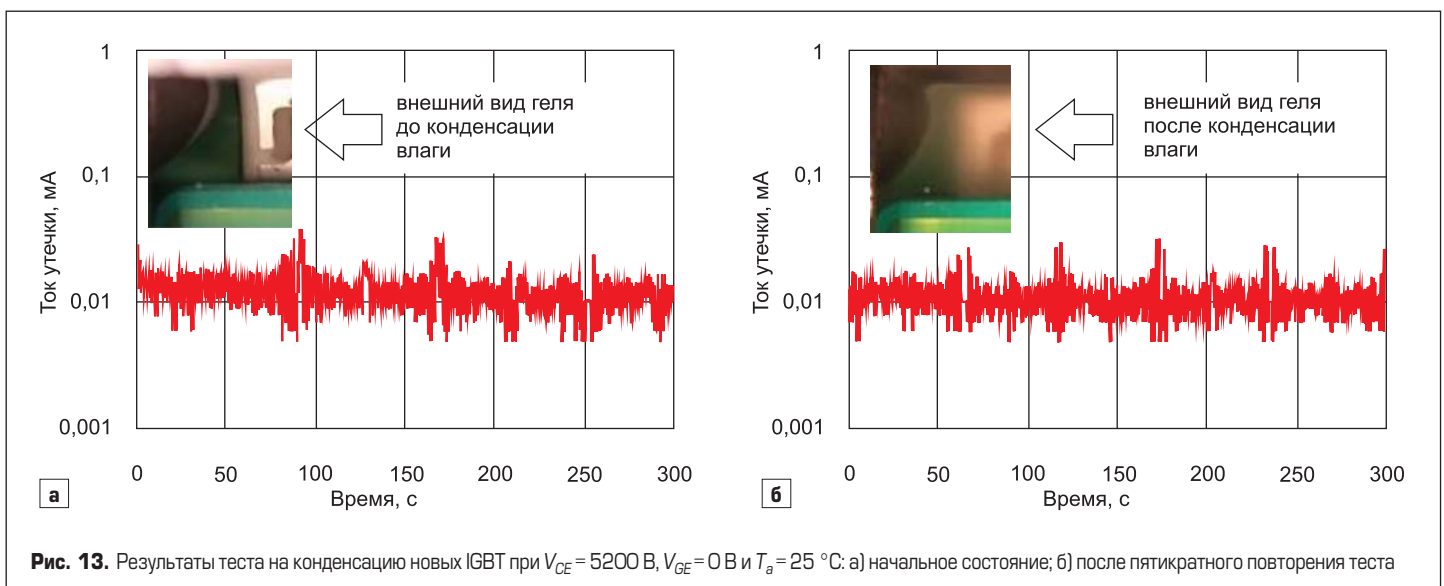 1
0,1
0,01
0,001
Ток утечки, мА
внешний вид геля
до конденсации
влаги
0 50 100 150 200 250 300
Время, с
а
1
0,1
0,01
0,001
Ток утечки, мА
внешний вид геля
после конденсации
влаги
0 50 100 150 200 250 300
Время, с
б
Рис. 13. Результаты теста на конденсацию новых IGBT при V_CE = 5200 В, V_GE = 0 В и T_a = 25 °C: а) начальное состояние; б) после пятикратного повторения теста